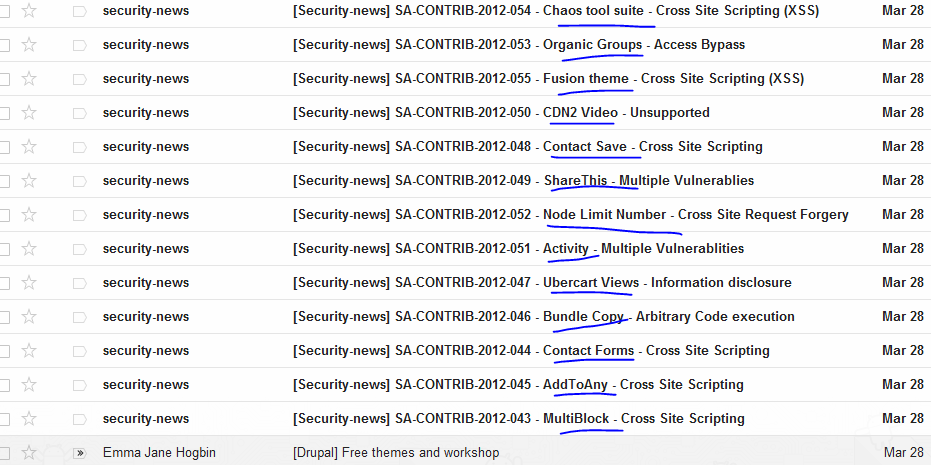 security-news [Security-news] SA-CONTRIB-2012-054 - Chaos tool suite - Cross Site Scripting (XSS) Mar 28
security-news [Security-news] SA-CONTRIB-2012-053 - Organic Groups - Access Bypass Mar 28
security-news [Security-news] SA-CONTRIB-2012-055 - Fusion theme - Cross Site Scripting (XSS) Mar 28
security-news [Security-news] SA-CONTRIB-2012-050 - CDN2 Video - Unsupported Mar 28
security-news [Security-news] SA-CONTRIB-2012-048 - Contact Save - Cross Site Scripting Mar 28
security-news [Security-news] SA-CONTRIB-2012-049 - ShareThis - Multiple Vulnerablies Mar 28
security-news [Security-news] SA-CONTRIB-2012-052 - Node Limit Number - Cross Site Request Forgery Mar 28
security-news [Security-news] SA-CONTRIB-2012-051 - Activity - Multiple Vulnerablities Mar 28
security-news [Security-news] SA-CONTRIB-2012-047 - Ubercart Views - Information disclosure Mar 28
security-news [Security-news] SA-CONTRIB-2012-046 - Bundle Copy - Arbitrary Code execution Mar 28
security-news [Security-news] SA-CONTRIB-2012-044 - Contact Forms - Cross Site Scripting Mar 28
security-news [Security-news] SA-CONTRIB-2012-045 - AddToAny - Cross Site Scripting Mar 28
security-news [Security-news] SA-CONTRIB-2012-043 - MultiBlock - Cross Site Scripting Mar 28
Emma Jane Hogbin [Drupal] Free themes and workshop Mar 28